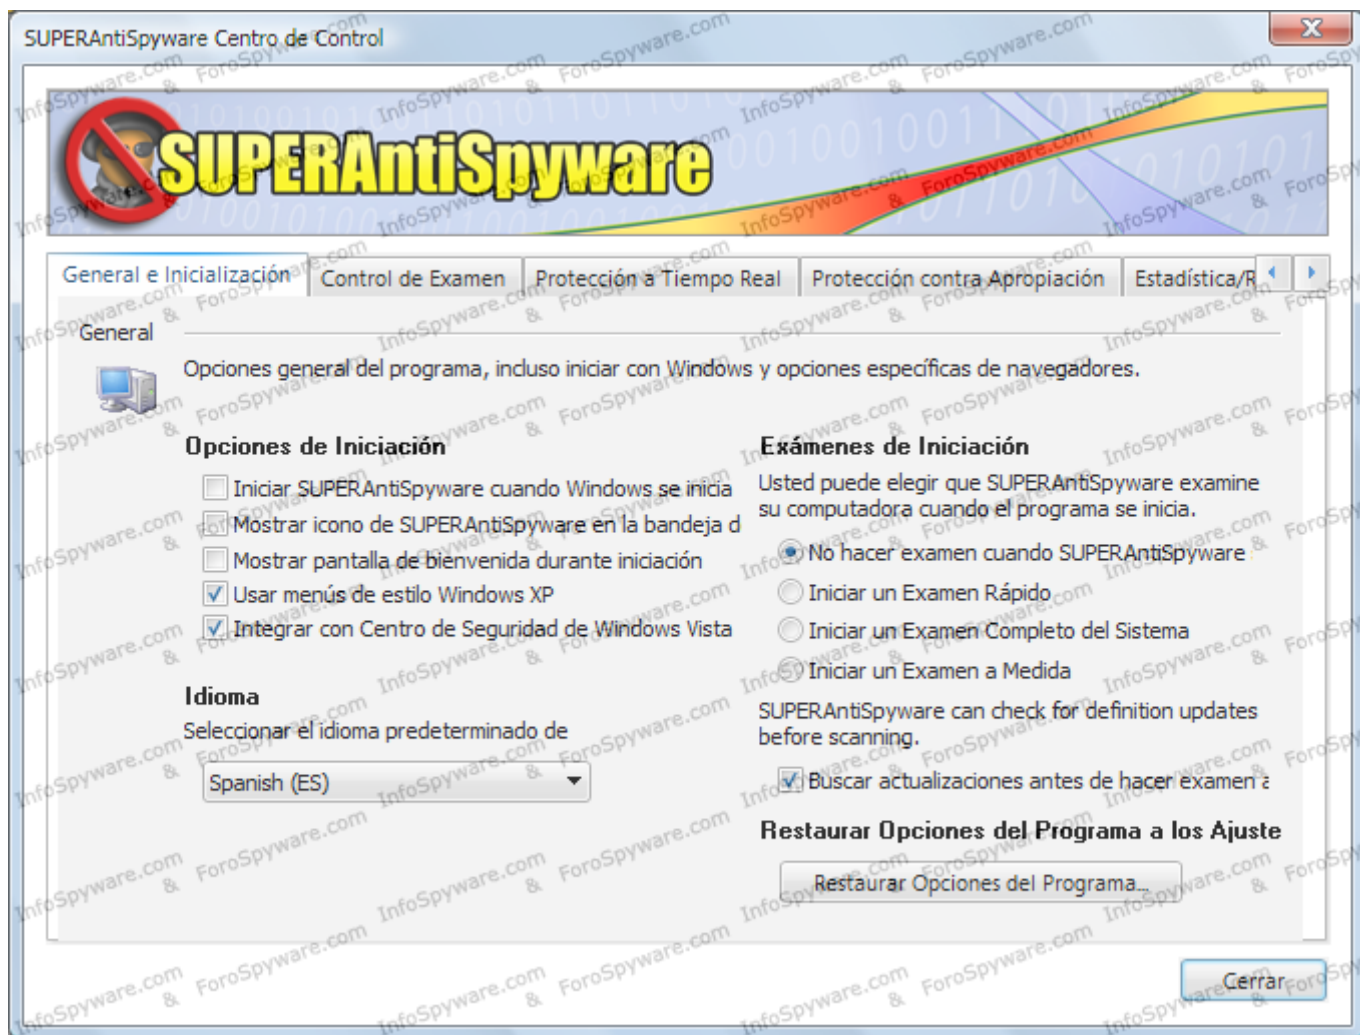 SUPERAntiSpyware Centro de Control
SUPERAntiSpyware
General e Inicialización
Control de Examen
Protección a Tiempo Real
Protección contra Apropiación
Estadística/R
General
Opciones general del programa, incluso iniciar con Windows y opciones específicas de navegadores.
Opciones de Iniciación
Iniciar SUPERAntiSpyware cuando Windows se inicia
Mostrar icono de SUPERAntiSpyware en la bandeja d
Mostrar pantalla de bienvenida durante iniciación
Usar menús de estilo Windows XP
Integrar con Centro de Seguridad de Windows Vista
Idioma
Seleccionar el idioma predeterminado de
Spanish (ES)
Exámenes de Iniciación
Usted puede elegir que SUPERAntiSpyware examine
su computadora cuando el programa se inicia.
No hacer examen cuando SUPERAntiSpyware
Iniciar un Examen Rápido
Iniciar un Examen Completo del Sistema
Iniciar un Examen a Medida
SUPERAntiSpyware can check for definition updates
before scanning.
Buscar actualizaciones antes de hacer examen a
Restaurar Opciones del Programa a los Ajuste
Restaurar Opciones del Programa...
Cerrar
InfoSpyware.com & ForoSpyware.com